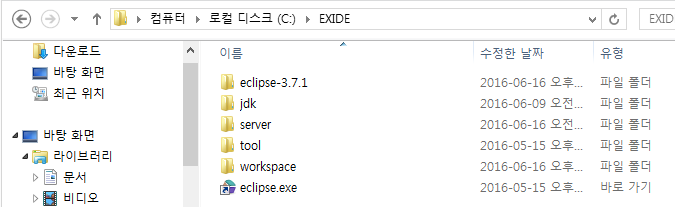 컴퓨터 ▸ 로컬 디스크 (C:) ▸ EXIDE
EXID
이름 수정한 날짜 유형
다운로드
바탕 화면
최근 위치
바탕 화면
라이브러리
문서
비디오
eclipse-3.7.1 2016-06-16 오후... 파일 폴더
jdk 2016-06-09 오전... 파일 폴더
server 2016-06-16 오전... 파일 폴더
tool 2016-05-15 오후... 파일 폴더
workspace 2016-06-16 오후... 파일 폴더
eclipse.exe 2016-05-15 오후... 바로 가기